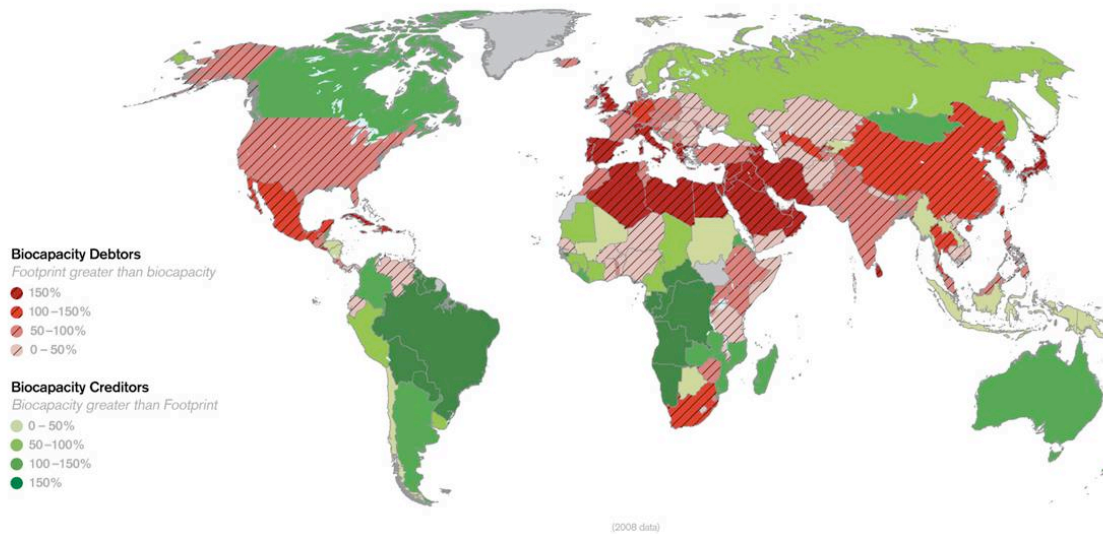 Biocapacity Debtors
Footprint greater than biocapacity
150%
100–150%
50–100%
0–50%
Biocapacity Creditors
Biocapacity greater than Footprint
0–50%
50–100%
100–150%
150%
(2008 data)